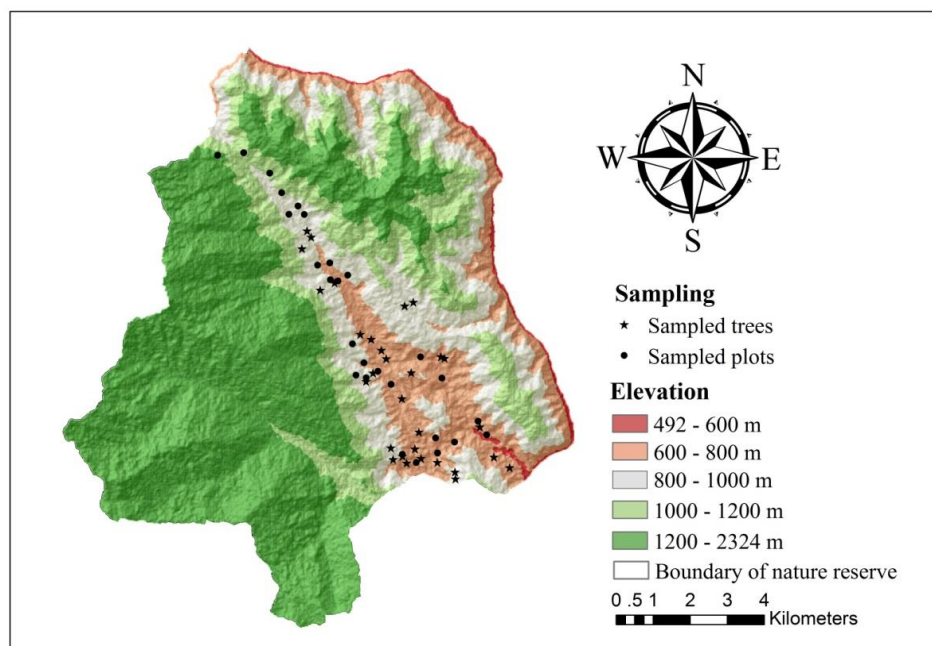 N
W
E
S
Sampling
Sampled trees
Sampled plots
Elevation
492 - 600 m
600 - 800 m
800 - 1000 m
1000 - 1200 m
1200 - 2324 m
Boundary of nature reserve
0 .5 1 2 3 4
Kilometers